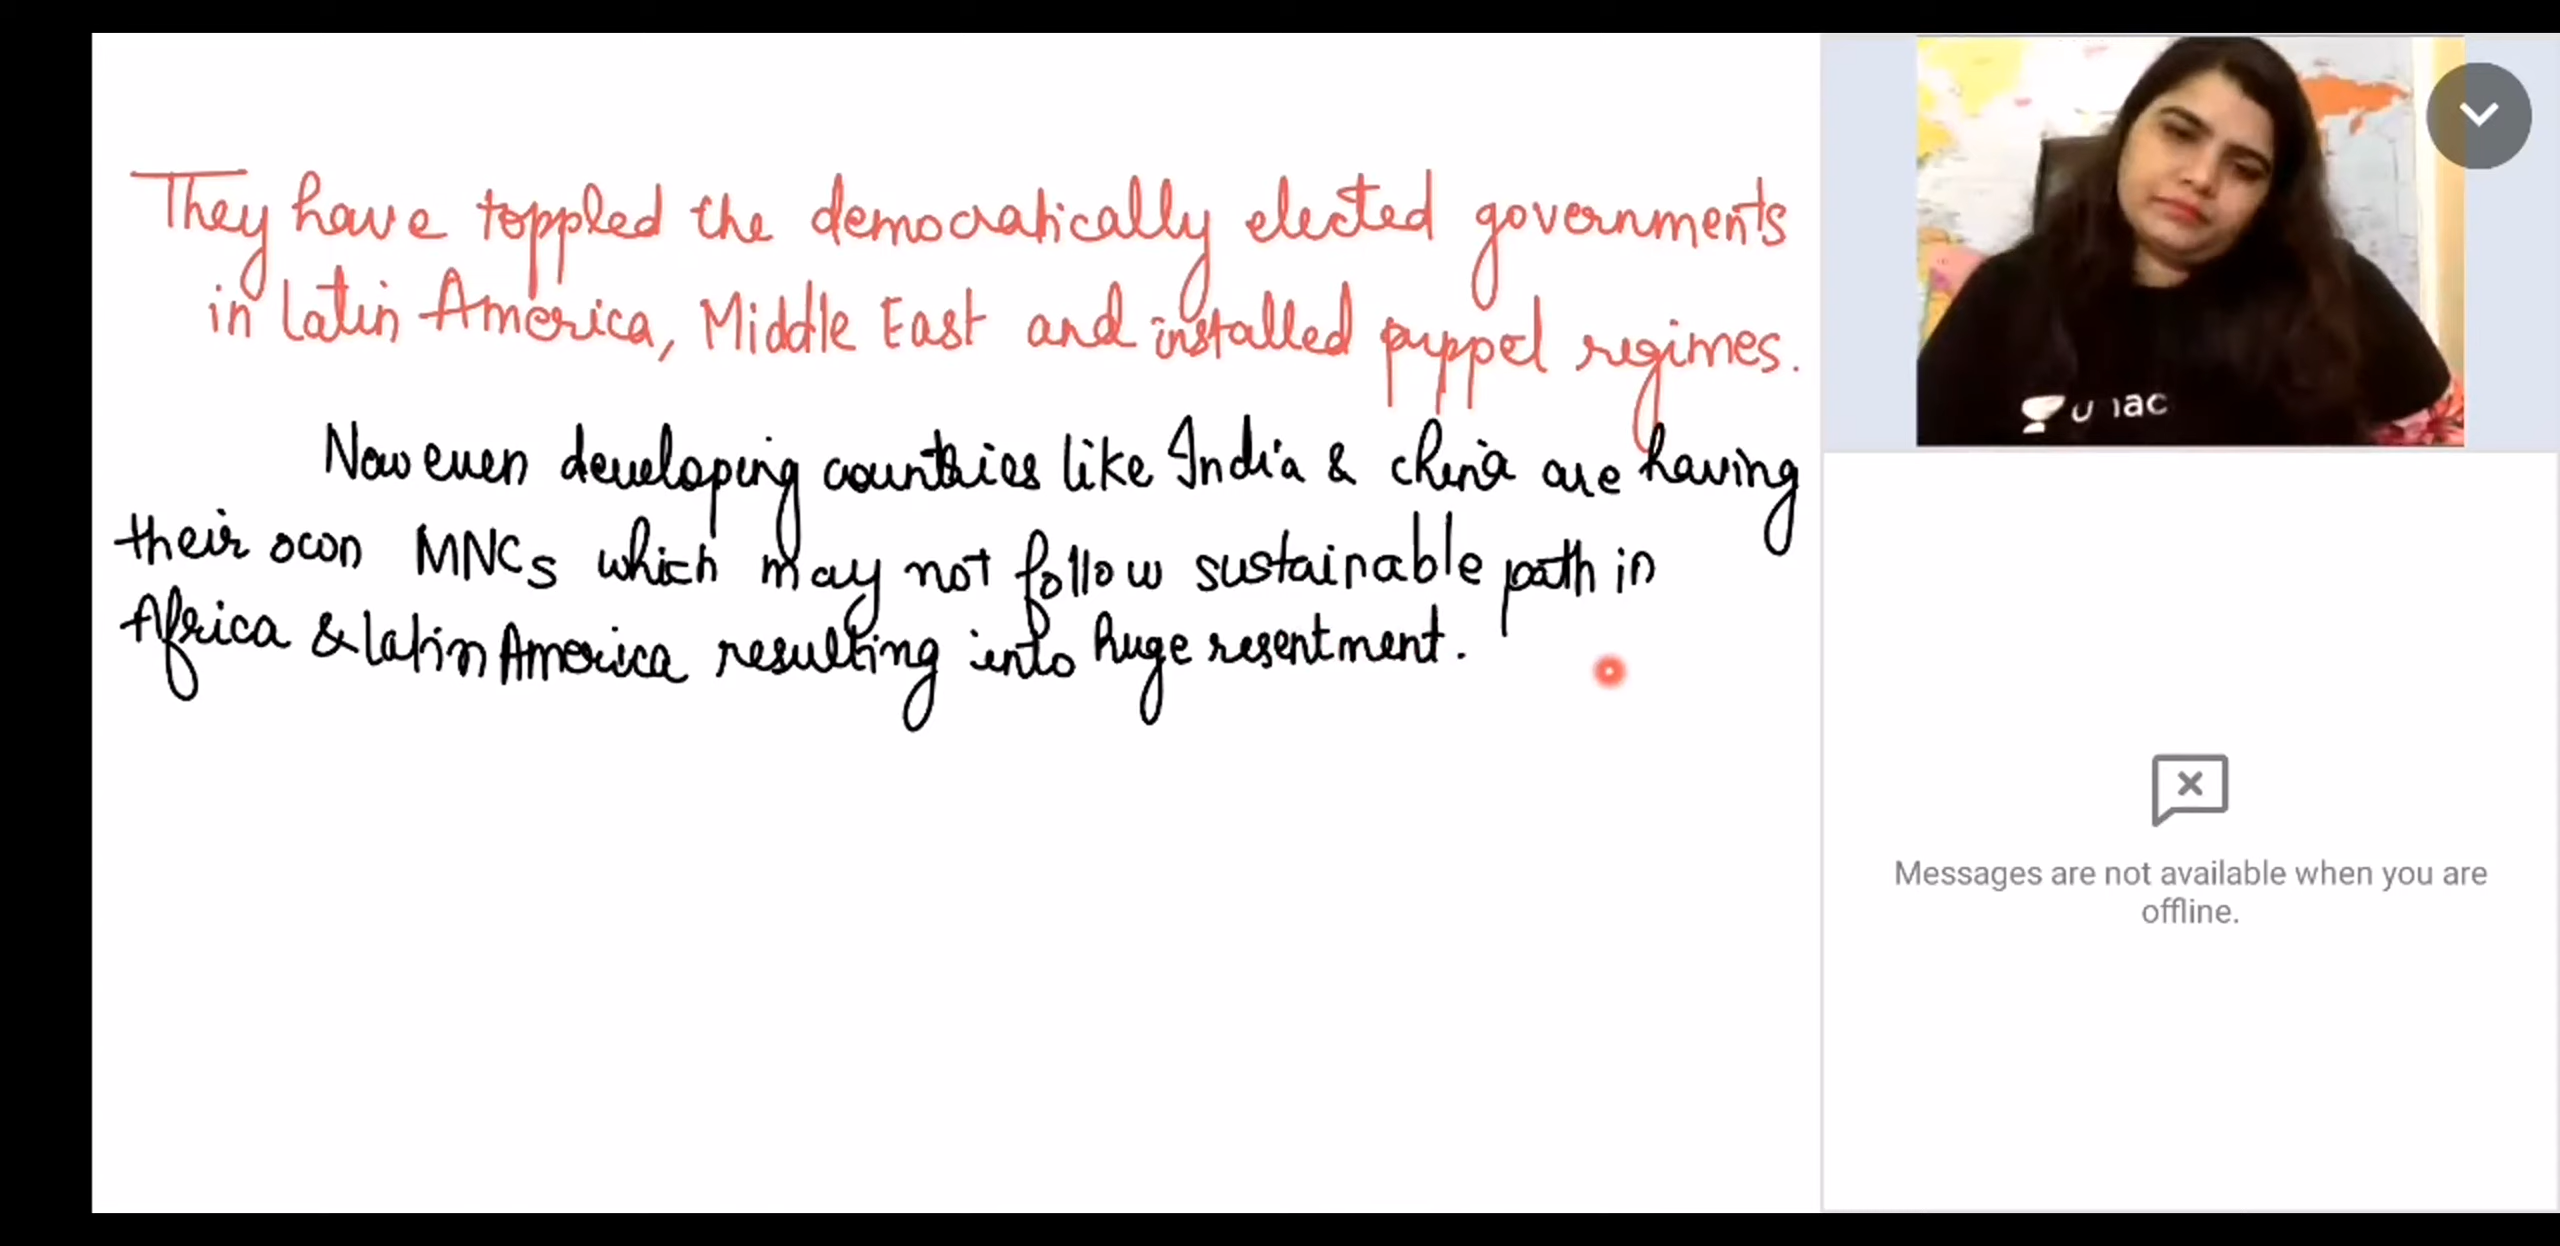 They have toppled the democratically elected governments
in Latin America, Middle East and installed puppet regimes.
Now even developing countries like India & China are having
their own MNCs which may not follow sustainable path in
Africa & Latin America resulting into huge resentment.
u nac
Messages are not available when you are
offline.